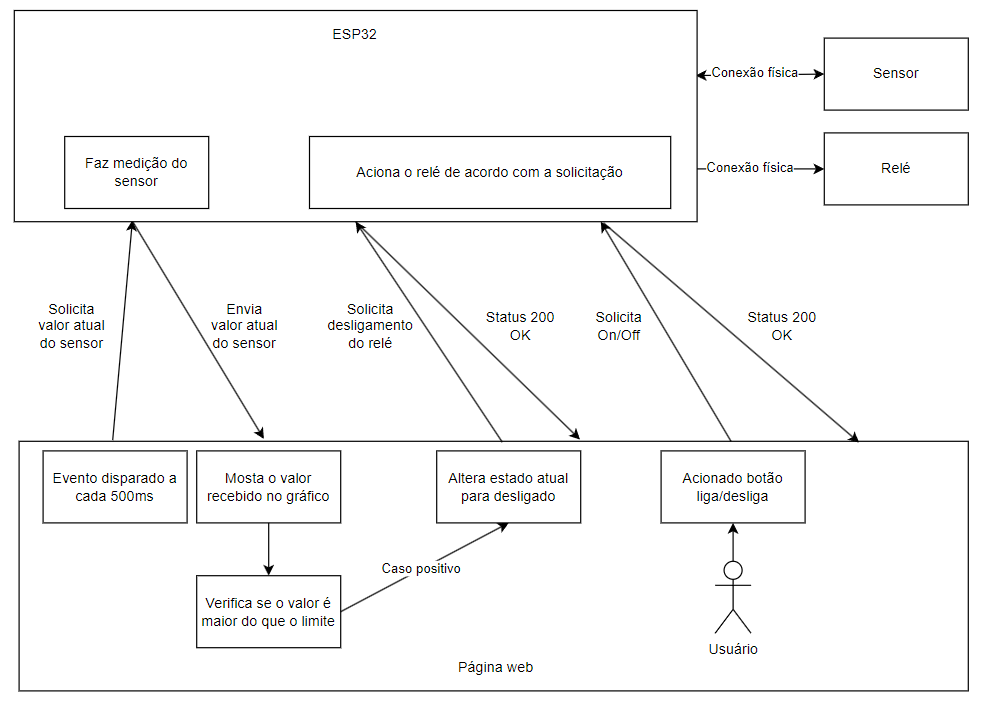 ESP32
Conexão física
Sensor
Faz medição do
sensor
Aciona o relé de acordo com a solicitação
Conexão física
Relé
Solicita
valor atual
do sensor
Envia
valor atual
do sensor
Solicita
desligamento
do relé
Status 200
OK
Solicita
On/Off
Status 200
OK
Evento disparado a
cada 500ms
Mosta o valor
recebido no gráfico
Altera estado atual
para desligado
Acionado botão
liga/desliga
Caso positivo
Verifica se o valor é
maior do que o limite
Usuário
Página web